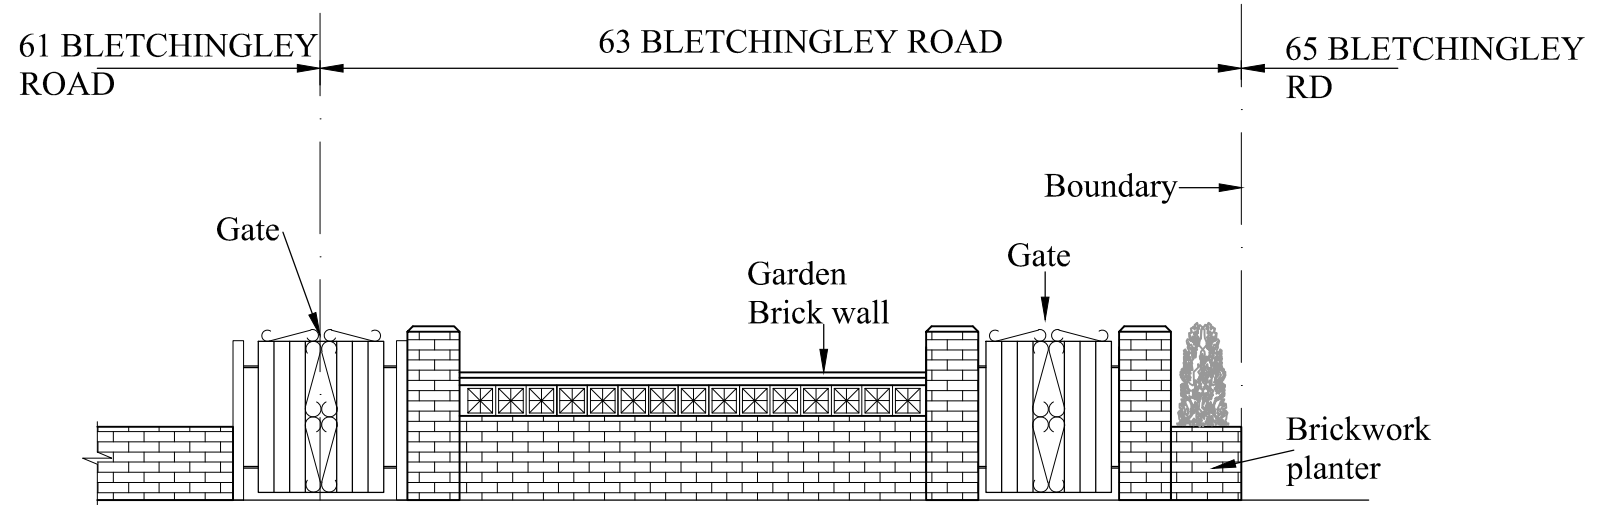 61 BLETCHINGLEY
ROAD
63 BLETCHINGLEY ROAD
65 BLETCHINGLEY
RD
Boundary
Gate
Gate
Garden
Brick wall
Brickwork
planter